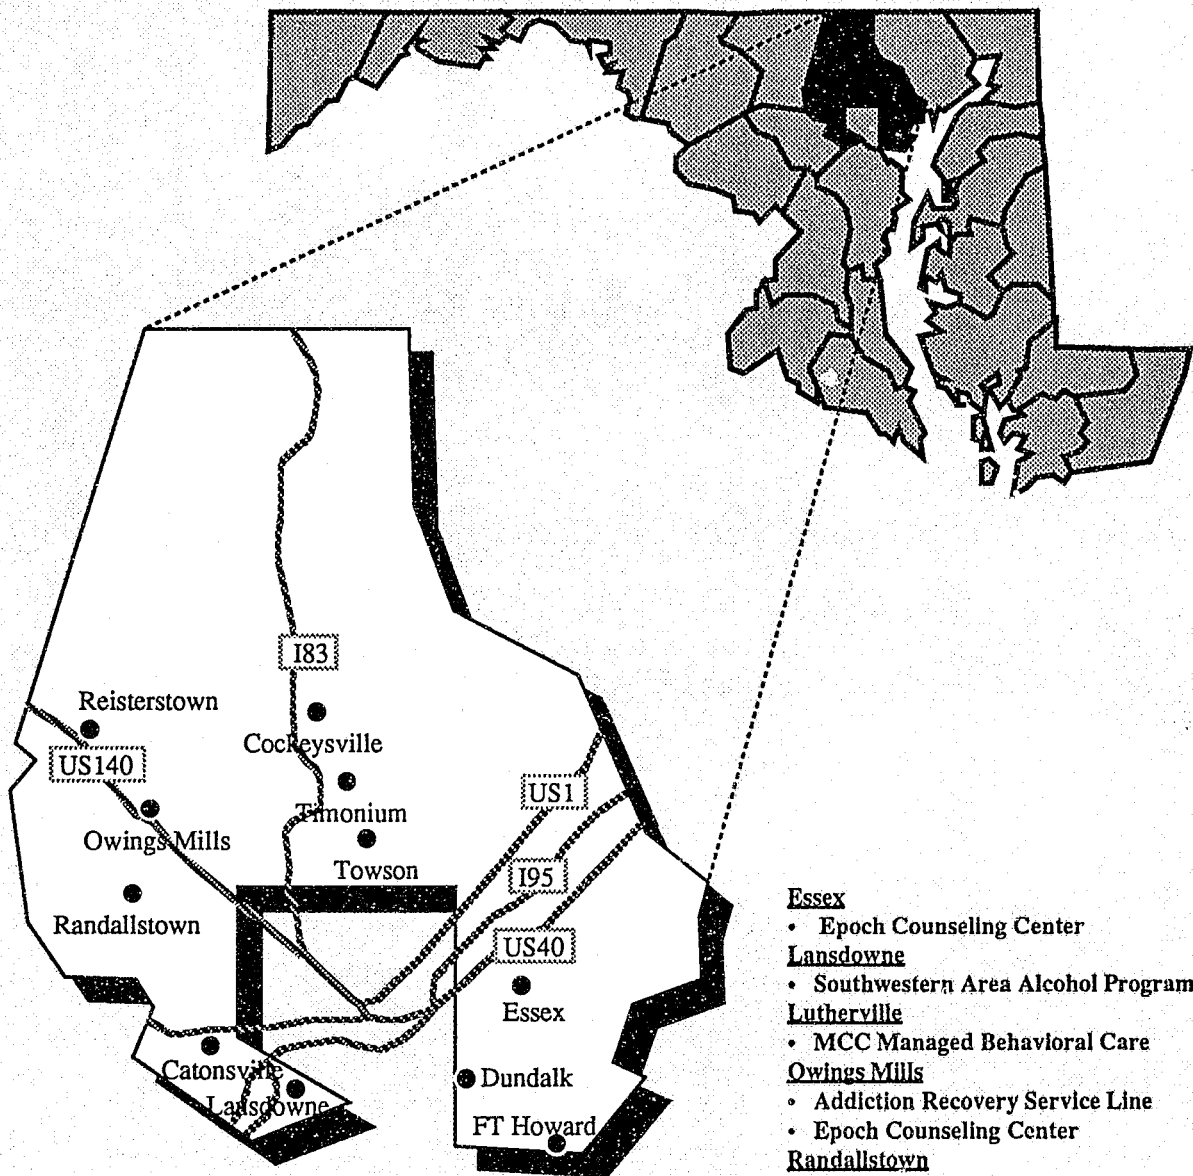 I83
Reisterstown
Cockeysville
US140
US1
Timonium
Owings Mills
Towson
I95
Randallstown
US40
Essex
Catonsville
Dundalk
Lansdowne
FT Howard
Essex
• Epoch Counseling Center
Lansdowne
• Southwestern Area Alcohol Program
Lutherville
• MCC Managed Behavioral Care
Owings Mills
• Addiction Recovery Service Line
• Epoch Counseling Center
Randallstown